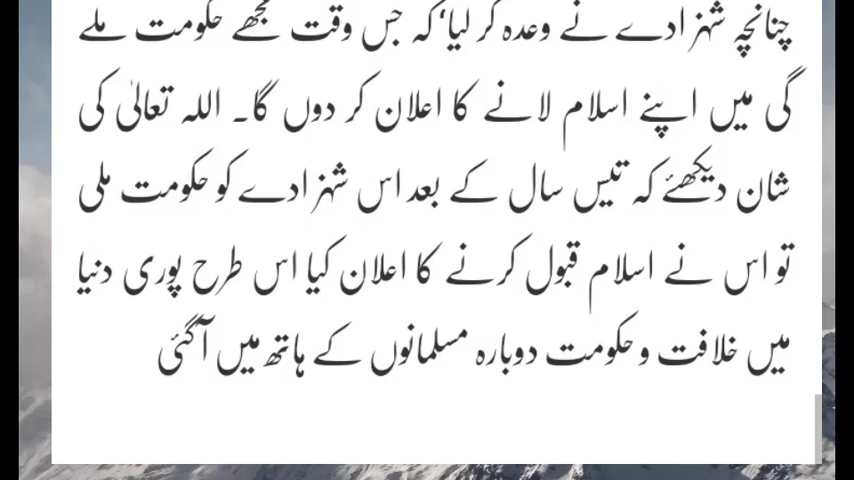 چنانچہ شہزادے نے وعدہ کر لیا' کہ جس وقت مجھے حکومت ملے
گی میں اپنے اسلام لانے کا اعلان کر دوں گا۔ اللہ تعالیٰ کی
شان دیکھئے کہ تیس سال کے بعد اس شہزادے کو حکومت ملی
تو اس نے اسلام قبول کرنے کا اعلان کیا اس طرح پوری دنیا
میں خلافت و حکومت دوبارہ مسلمانوں کے ہاتھ میں آ گئی